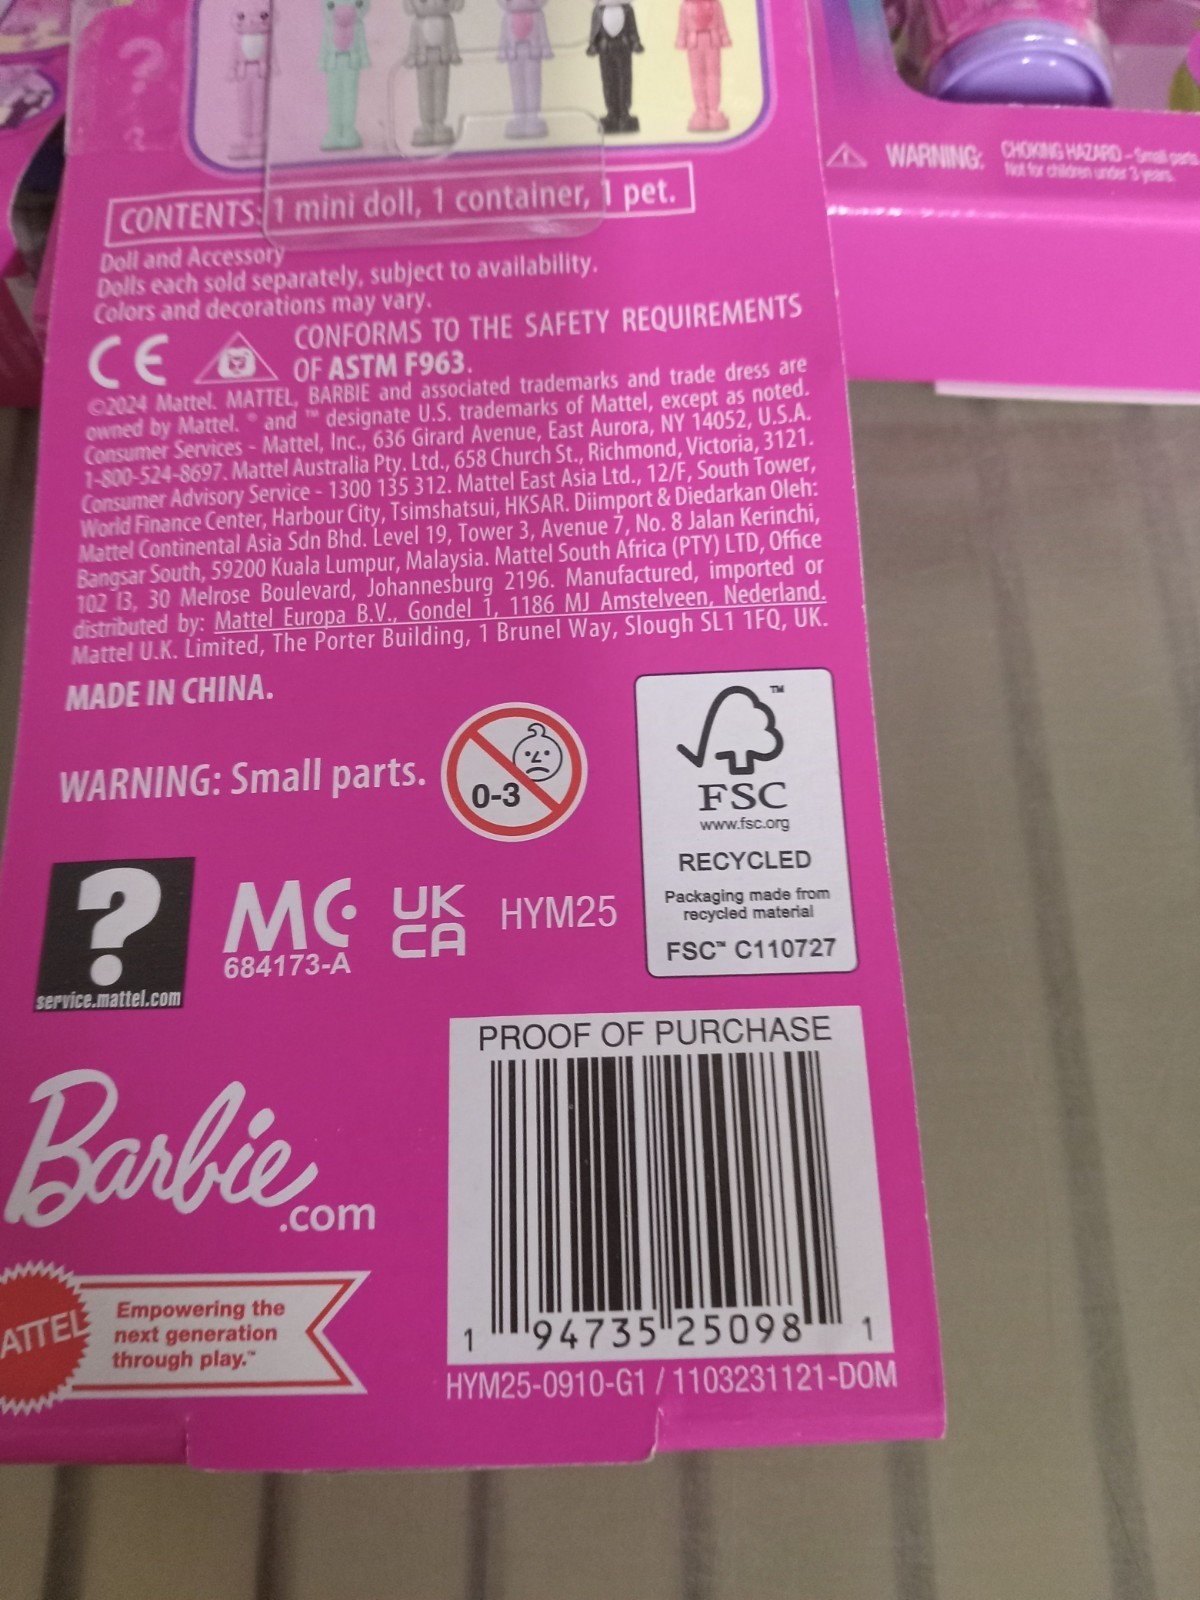 CONTENTS: 1 mini doll, 1 container, 1 pet.
Doll and Accessory
Dolls each sold separately, subject to availability.
Colors and decorations may vary.
CE
CONFORMS TO THE SAFETY REQUIREMENTS
OF ASTM F963.
©2024 Mattel. MATTEL, BARBIE and associated trademarks and trade dress are
owned by Mattel. ® and ™ designate U.S. trademarks of Mattel, except as noted.
Consumer Services - Mattel, Inc., 636 Girard Avenue, East Aurora, NY 14052, U.S.A.
1-800-524-8697. Mattel Australia Pty. Ltd., 658 Church St., Richmond, Victoria, 3121.
Consumer Advisory Service - 1300 135 312. Mattel East Asia Ltd., 12/F, South Tower,
World Finance Center, Harbour City, Tsimshatsui, HKSAR. Diimport & Diedarkan Oleh:
Mattel Continental Asia Sdn Bhd. Level 19, Tower 3, Avenue 7, No. 8 Jalan Kerinchi,
Bangsar South, 59200 Kuala Lumpur, Malaysia. Mattel South Africa (PTY) LTD, Office
102 I3, 30 Melrose Boulevard, Johannesburg 2196. Manufactured, imported or
distributed by: Mattel Europa B.V., Gondel 1, 1186 MJ Amstelveen, Nederland.
Mattel U.K. Limited, The Porter Building, 1 Brunel Way, Slough SL1 1FQ, UK.
MADE IN CHINA.
WARNING: Small parts.
0-3
™
FSC
www.fsc.org
RECYCLED
Packaging made from
recycled material
FSC™ C110727
?
service.mattel.com
MC
684173-A
UK
CA
HYM25
PROOF OF PURCHASE
1 94735 25098 1
HYM25-0910-G1 / 1103231121-DOM
Barbie
.com
ATTEL
Empowering the
next generation
through play.™
WARNING: CHOKING HAZARD - Small parts
Not for children under 3 years.